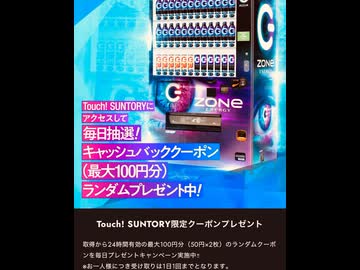 ZONE
ENERGY
Touch! SUNTORYに
アクセスして
毎日抽選!
キャッシュバッククーポン
(最大100円分)
ランダムプレゼント中!
Touch! SUNTORY限定クーポンプレゼント
取得から24時間有効の最大100円分（50円×2枚）のランダムクーポ
ンを毎日プレゼントキャンペーン実施中!!
※お一人様につき受け取りは1日1回までとなります。